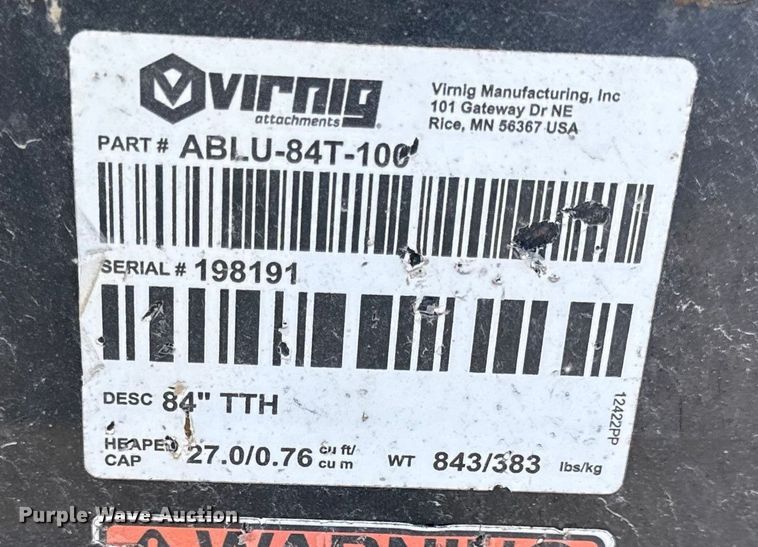 VIRNIG
attachments
Virnig Manufacturing, Inc
101 Gateway Dr NE
Rice, MN 56367 USA
PART # ABLU-84T-100
SERIAL # 198191
DESC 84" TTH
HEAPED CAP 27.0/0.76 cu ft/ cu m WT 843/383 lbs/kg
12422PP
Purple Wave Auction
WARNING